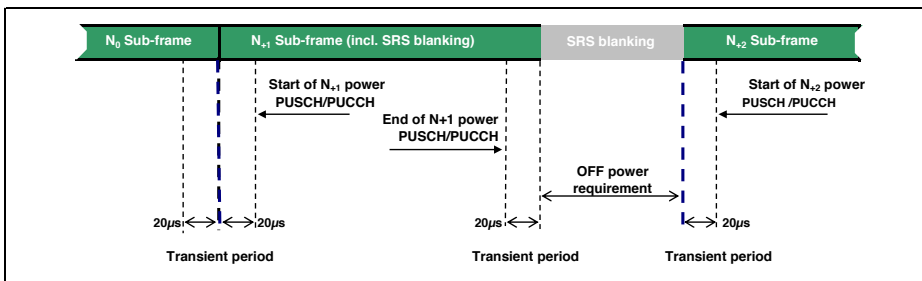 N0 Sub-frame
N+1 Sub-frame (incl. SRS blanking)
SRS blanking
N+2 Sub-frame
Start of N+1 power
PUSCH/PUCCH
End of N+1 power
PUSCH/PUCCH
Start of N+2 power
PUSCH /PUCCH
OFF power
requirement
20µs
20µs
20µs
20µs
Transient period
Transient period
Transient period